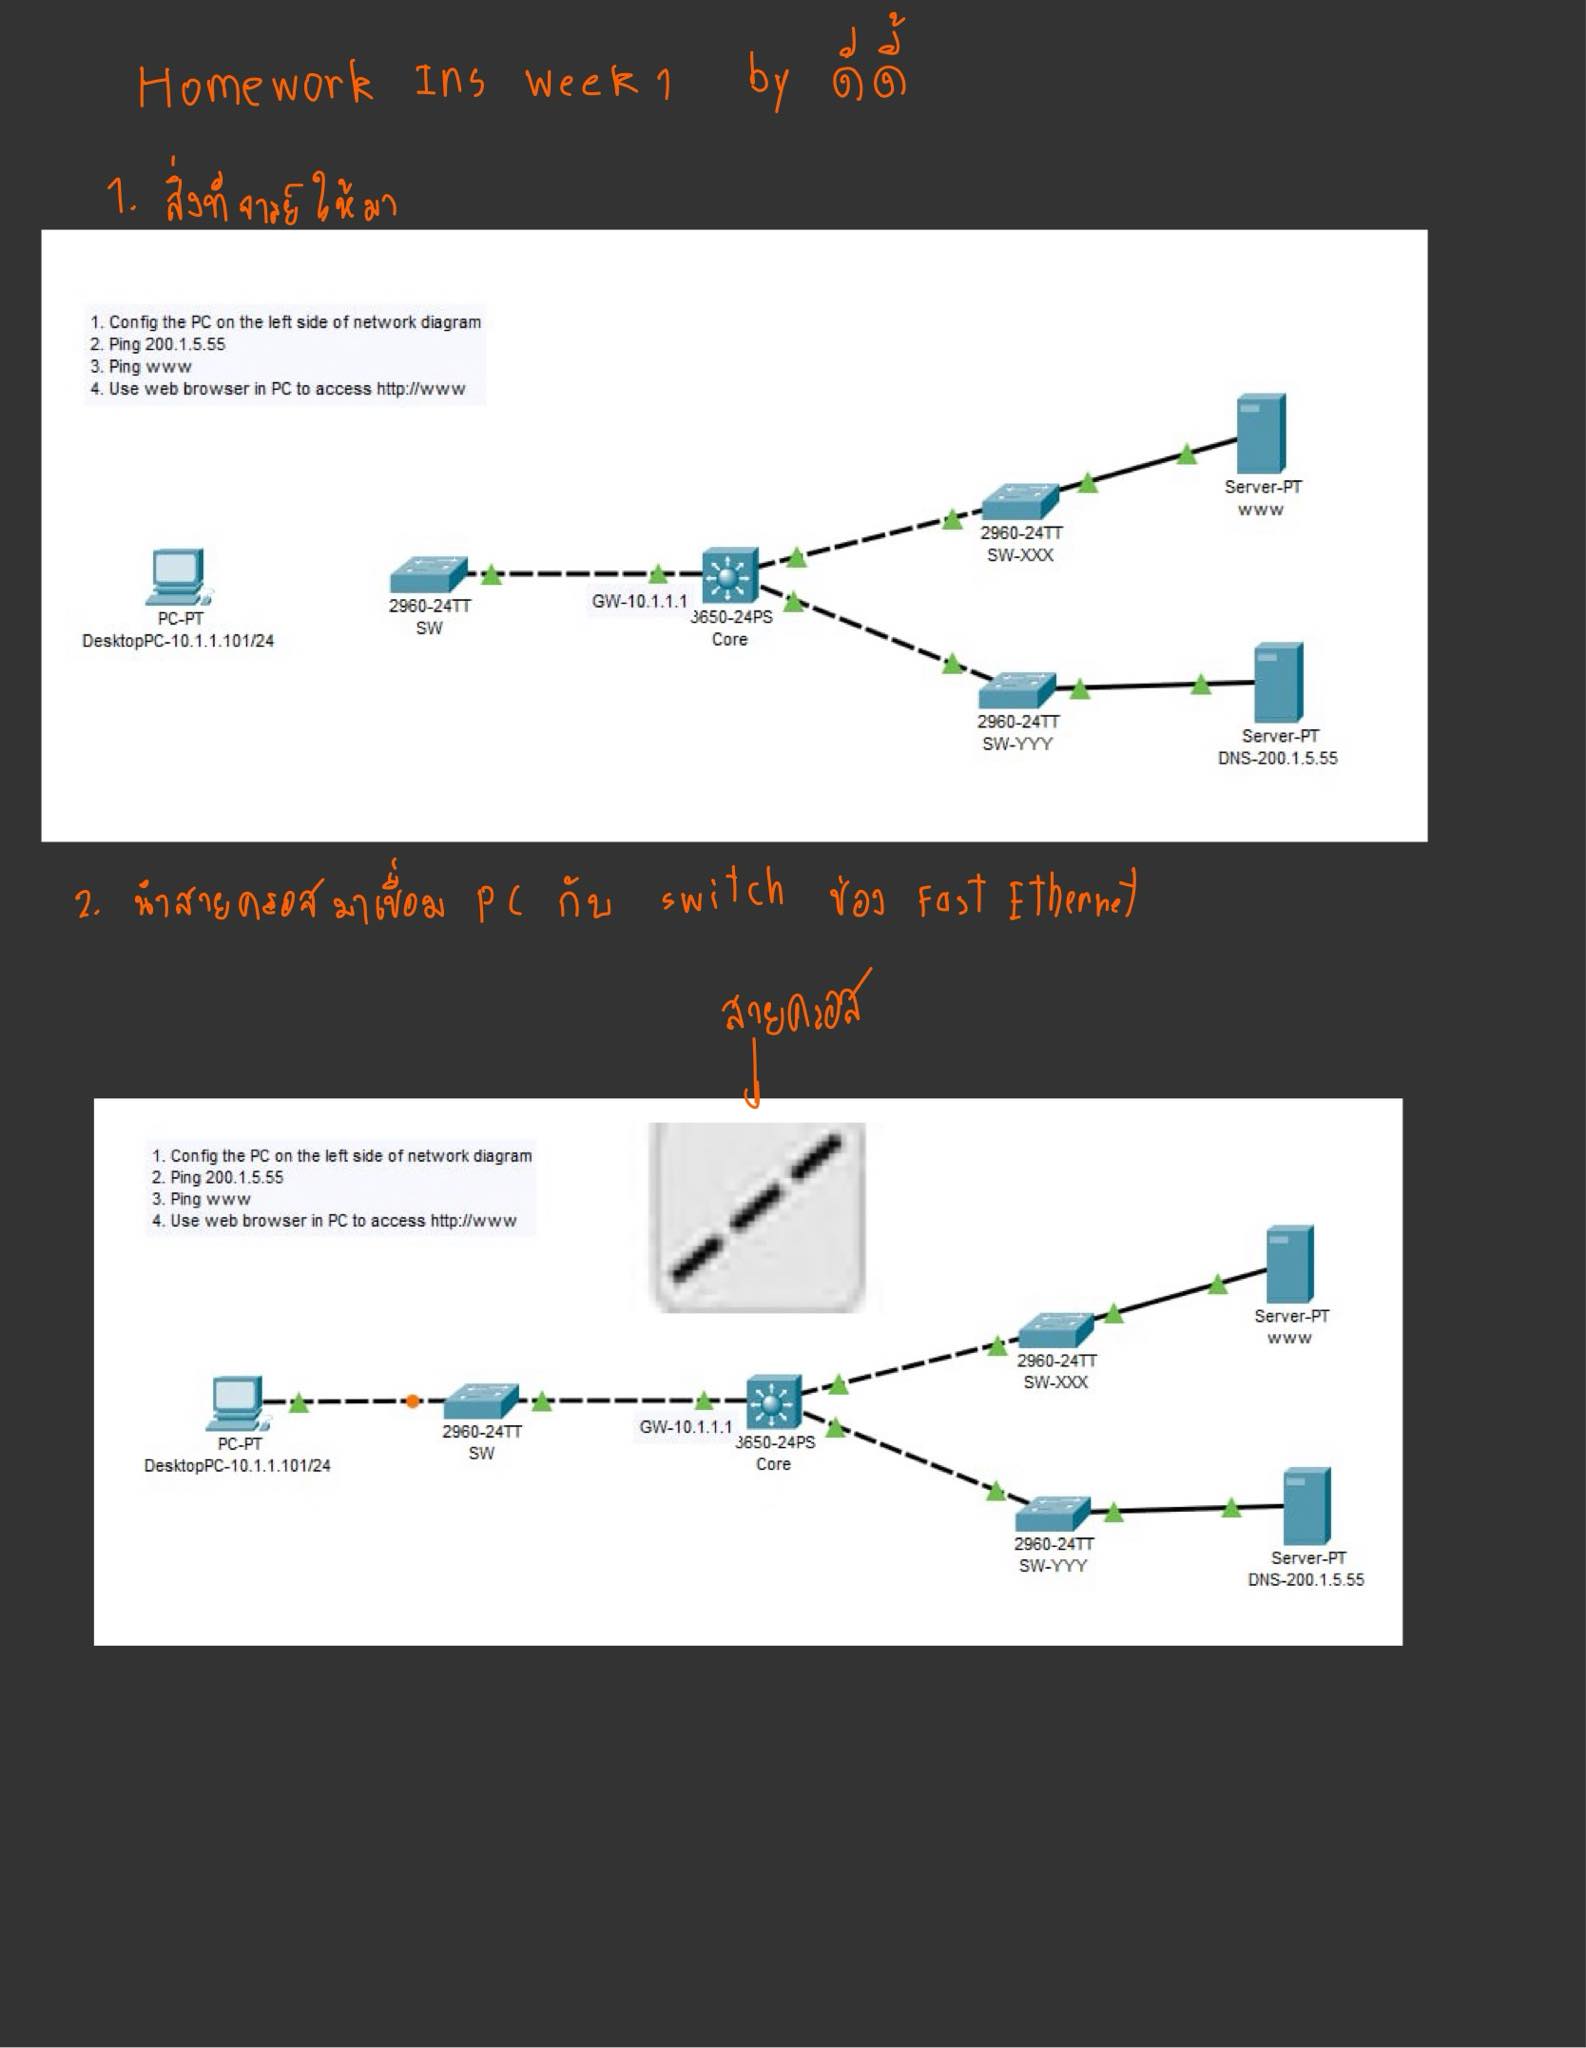 Homework Ins week 1 by ดีดี้
1. สิ่งที่จารย์ให้มา
1. Config the PC on the left side of network diagram
2. Ping 200.1.5.55
3. Ping www
4. Use web browser in PC to access http://www
Server-PT
www
2960-24TT
SW-XXX
PC-PT
DesktopPC-10.1.1.101/24
2960-24TT
SW
GW-10.1.1.1
3650-24PS
Core
2960-24TT
SW-YYY
Server-PT
DNS-200.1.5.55
2. นำสายครอสมาเชื่อม PC กับ switch ช่อง Fast Ethernet
สายครอส
1. Config the PC on the left side of network diagram
2. Ping 200.1.5.55
3. Ping www
4. Use web browser in PC to access http://www
Server-PT
www
2960-24TT
SW-XXX
PC-PT
DesktopPC-10.1.1.101/24
2960-24TT
SW
GW-10.1.1.1
3650-24PS
Core
2960-24TT
SW-YYY
Server-PT
DNS-200.1.5.55